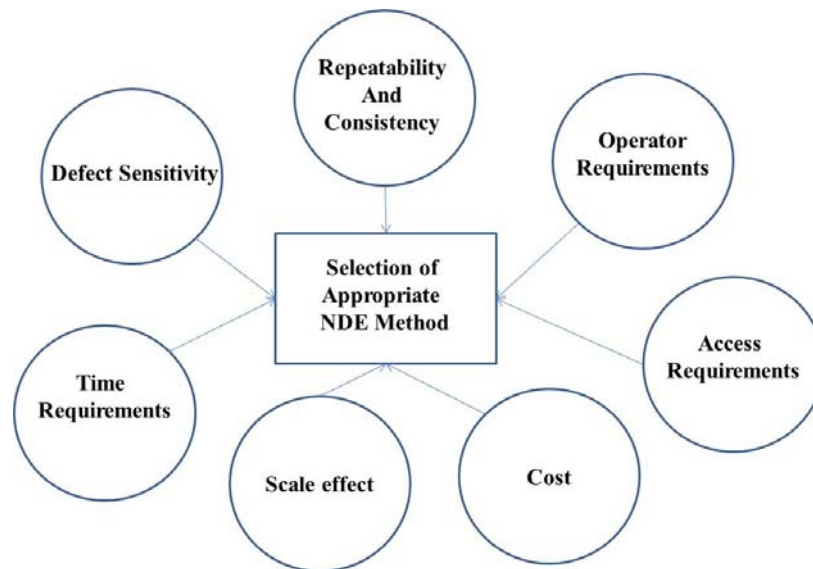 Repeatability
And
Consistency
Operator
Requirements
Defect Sensitivity
Selection of
Appropriate
NDE Method
Access
Requirements
Time
Requirements
Scale effect
Cost